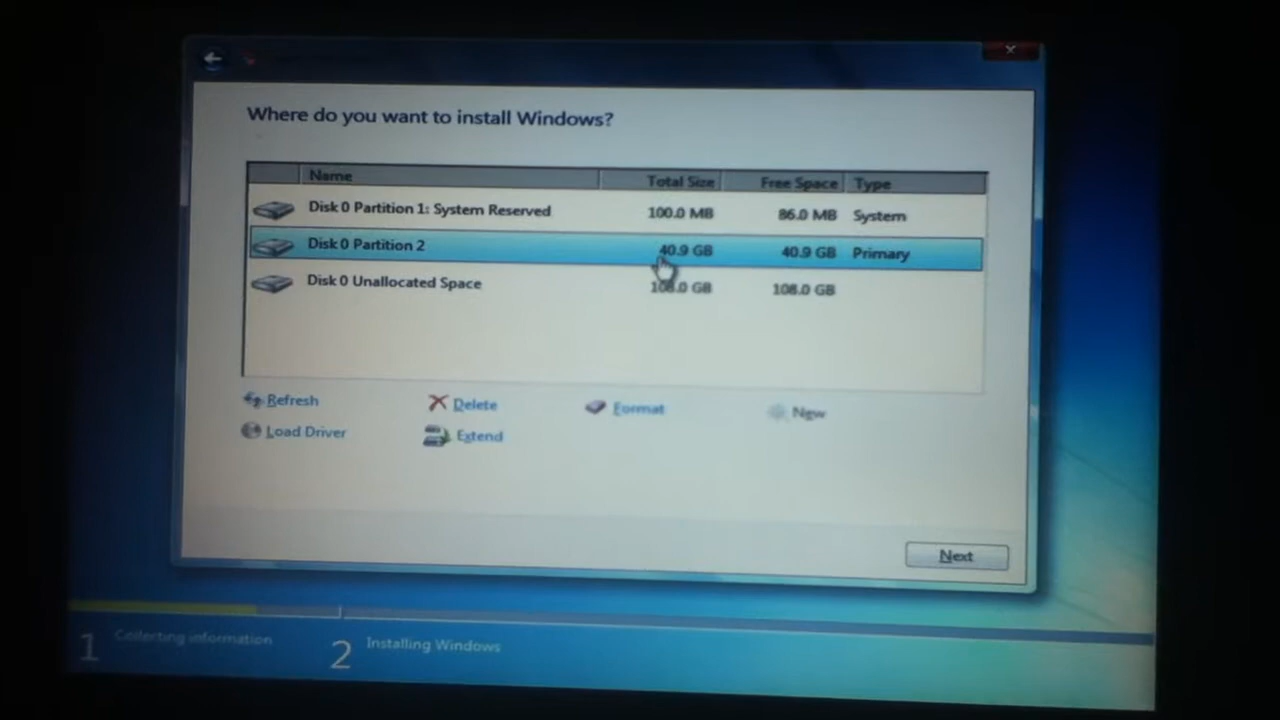 Where do you want to install Windows?
Name Total Size Free Space Type
Disk 0 Partition 1: System Reserved 100.0 MB 86.0 MB System
Disk 0 Partition 2 40.9 GB 40.9 GB Primary
Disk 0 Unallocated Space 108.0 GB 108.0 GB
Refresh Delete Format New
Load Driver Extend
Next
1 Collecting information 2 Installing Windows